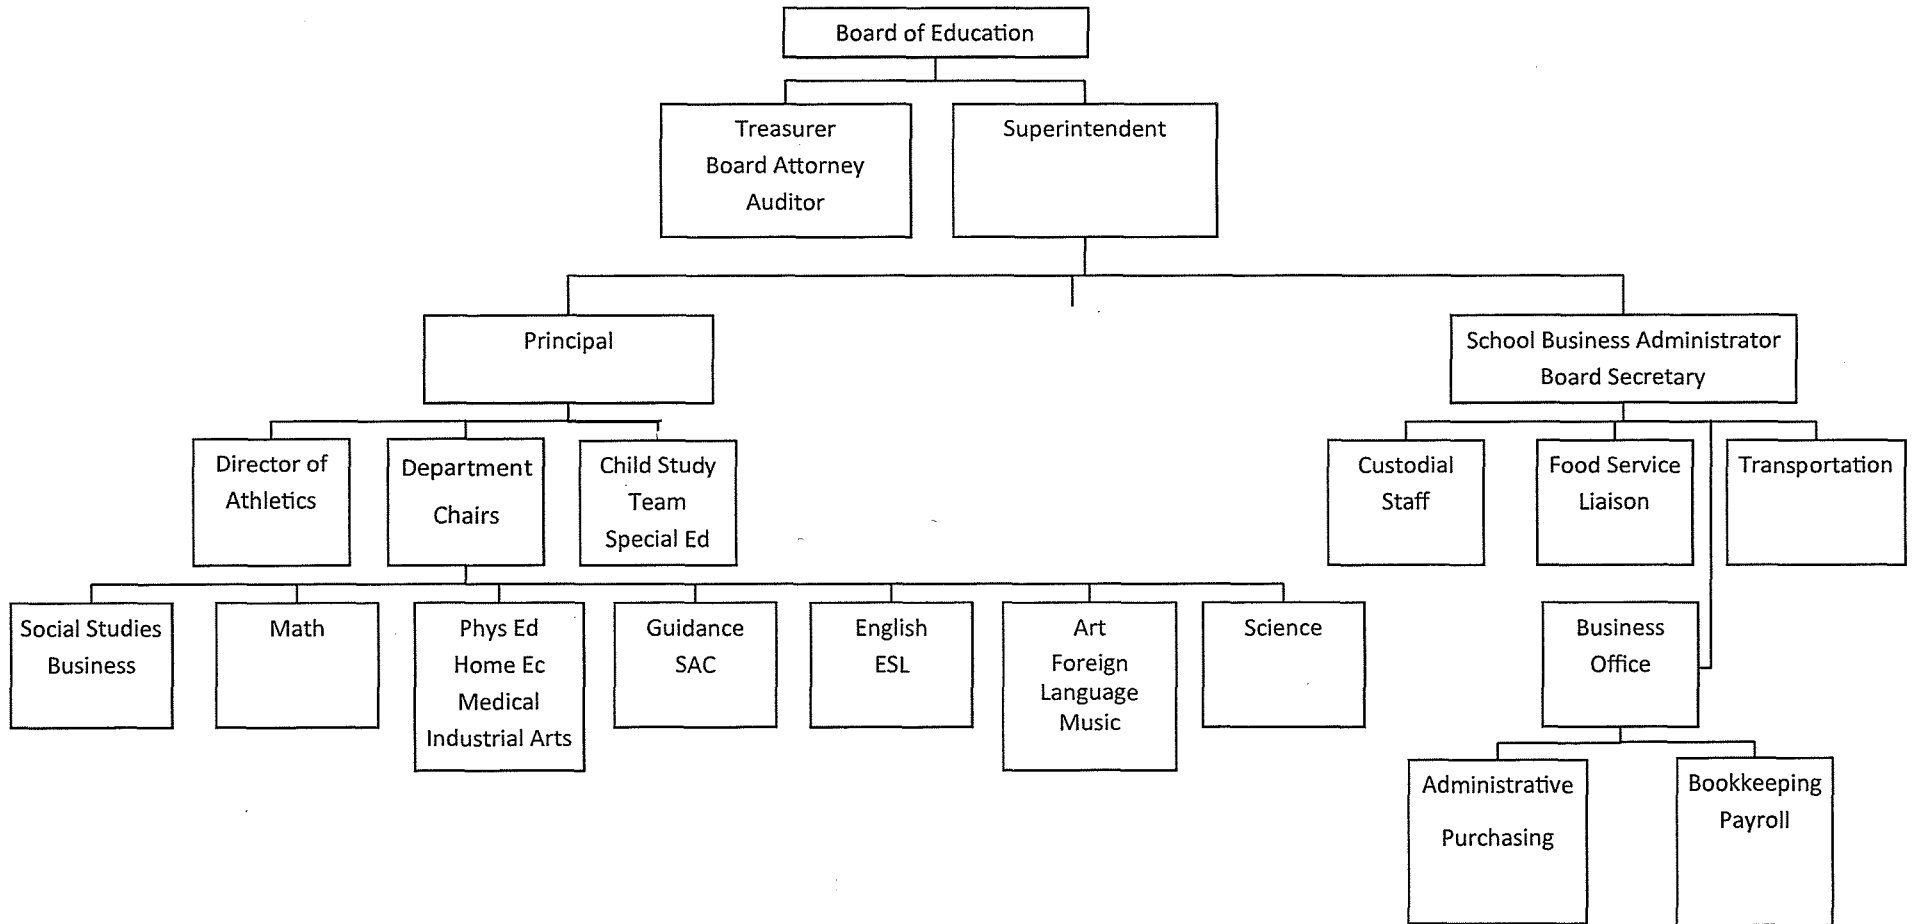 Board of Education
Treasurer
Board Attorney
Auditor
Superintendent
Principal
School Business Administrator
Board Secretary
Director of
Athletics
Department
Chairs
Child Study
Team
Special Ed
Custodial
Staff
Food Service
Liaison
Transportation
Social Studies
Business
Math
Phys Ed
Home Ec
Medical
Industrial Arts
Guidance
SAC
English
ESL
Art
Foreign
Language
Music
Science
Business
Office
Administrative
Purchasing
Bookkeeping
Payroll